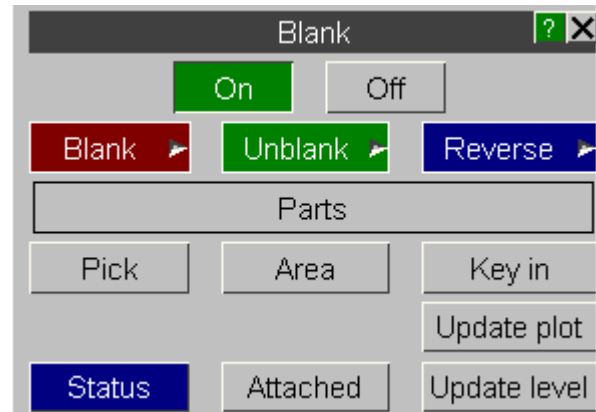 Blank ?
On Off
Blank Unblank Reverse
Parts
Pick Area Key in
Update plot
Status Attached Update level